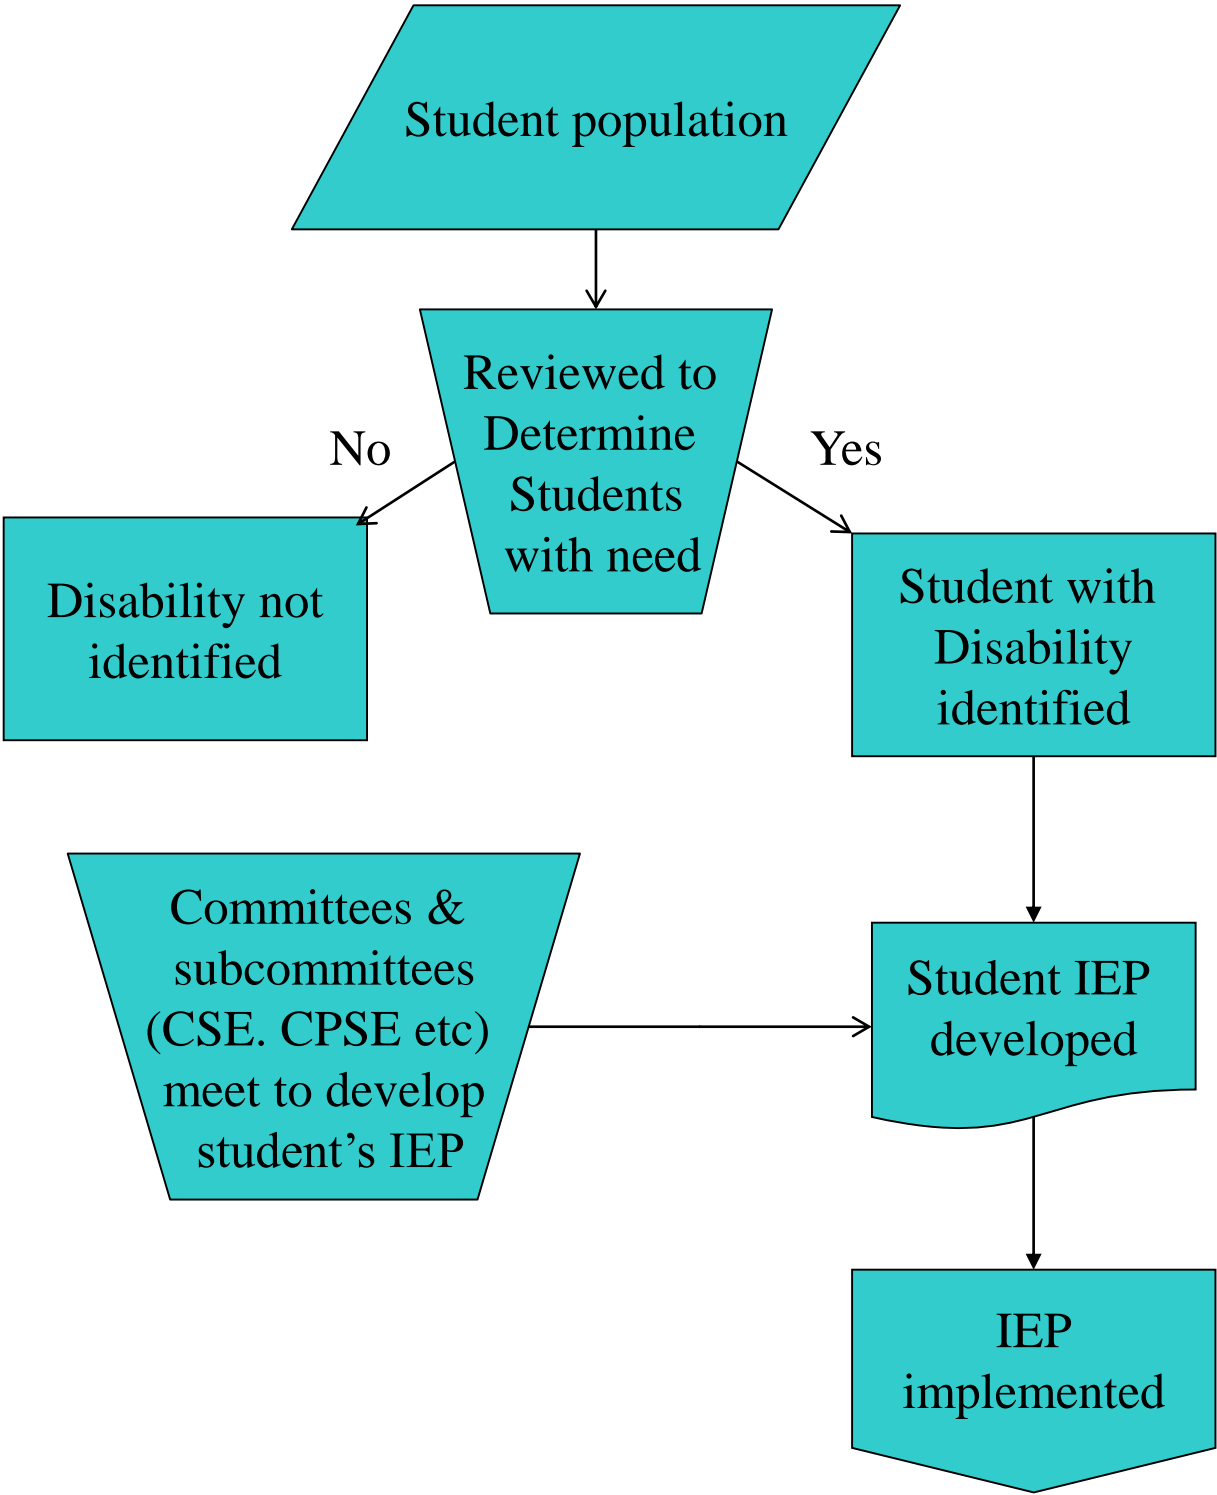 Student population
Reviewed to
Determine
Students
with need
No
Yes
Disability not
identified
Student with
Disability
identified
Committees &
subcommittees
(CSE. CPSE etc)
meet to develop
student’s IEP
Student IEP
developed
IEP
implemented